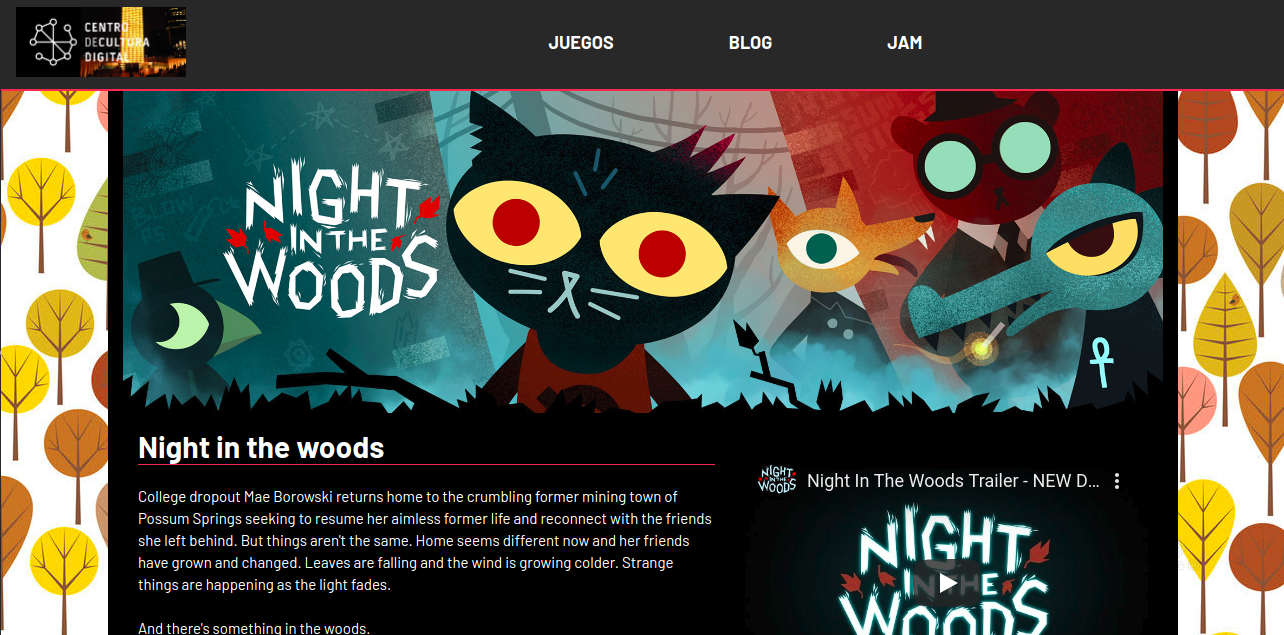 CENTRO
DECULTURA
DIGITAL
JUEGOS
BLOG
JAM
NIGHT
IN THE
WOODS
Night in the woods
College dropout Mae Borowski returns home to the crumbling former mining town of
Possum Springs seeking to resume her aimless former life and reconnect with the friends
she left behind. But things aren't the same. Home seems different now and her friends
have grown and changed. Leaves are falling and the wind is growing colder. Strange
things are happening as the light fades.
And there's something in the woods.
NIGHT
IN THE
WOODS
Night In The Woods Trailer - NEW D...
NIGHT
IN THE
WOODS